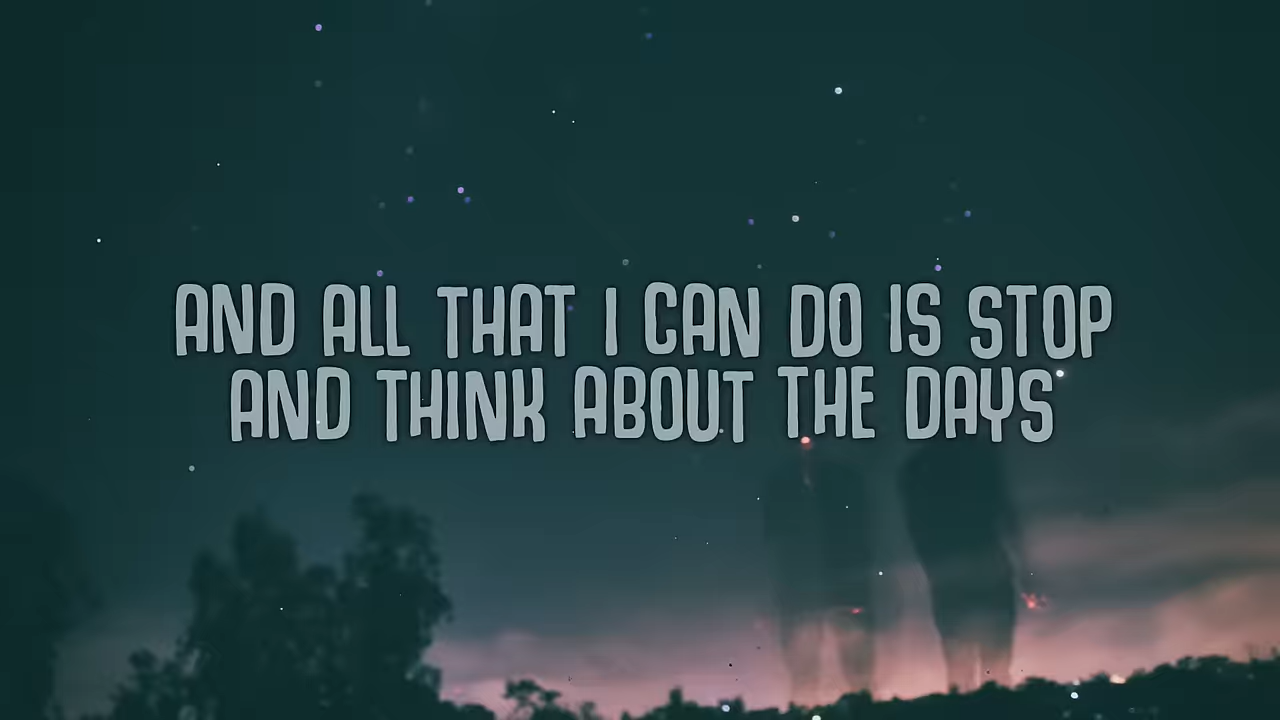 AND ALL THAT I CAN DO IS STOP
AND THINK ABOUT THE DAYS